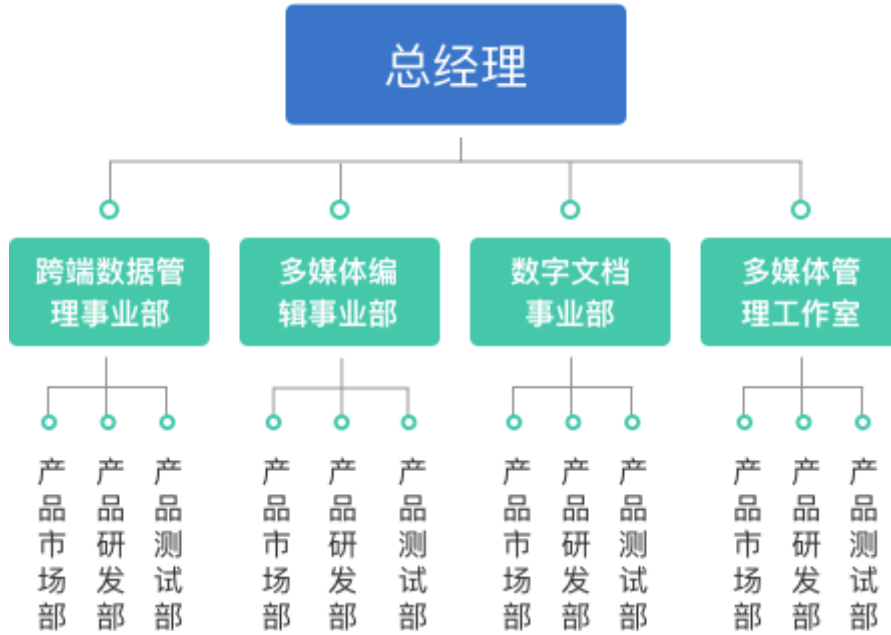 总经理
跨端数据管
理事业部
多媒体编
辑事业部
数字文档
事业部
多媒体管
理工作室
产品市场部
产品研发部
产品测试部
产品市场部
产品研发部
产品测试部
产品市场部
产品研发部
产品测试部
产品市场部
产品研发部
产品测试部